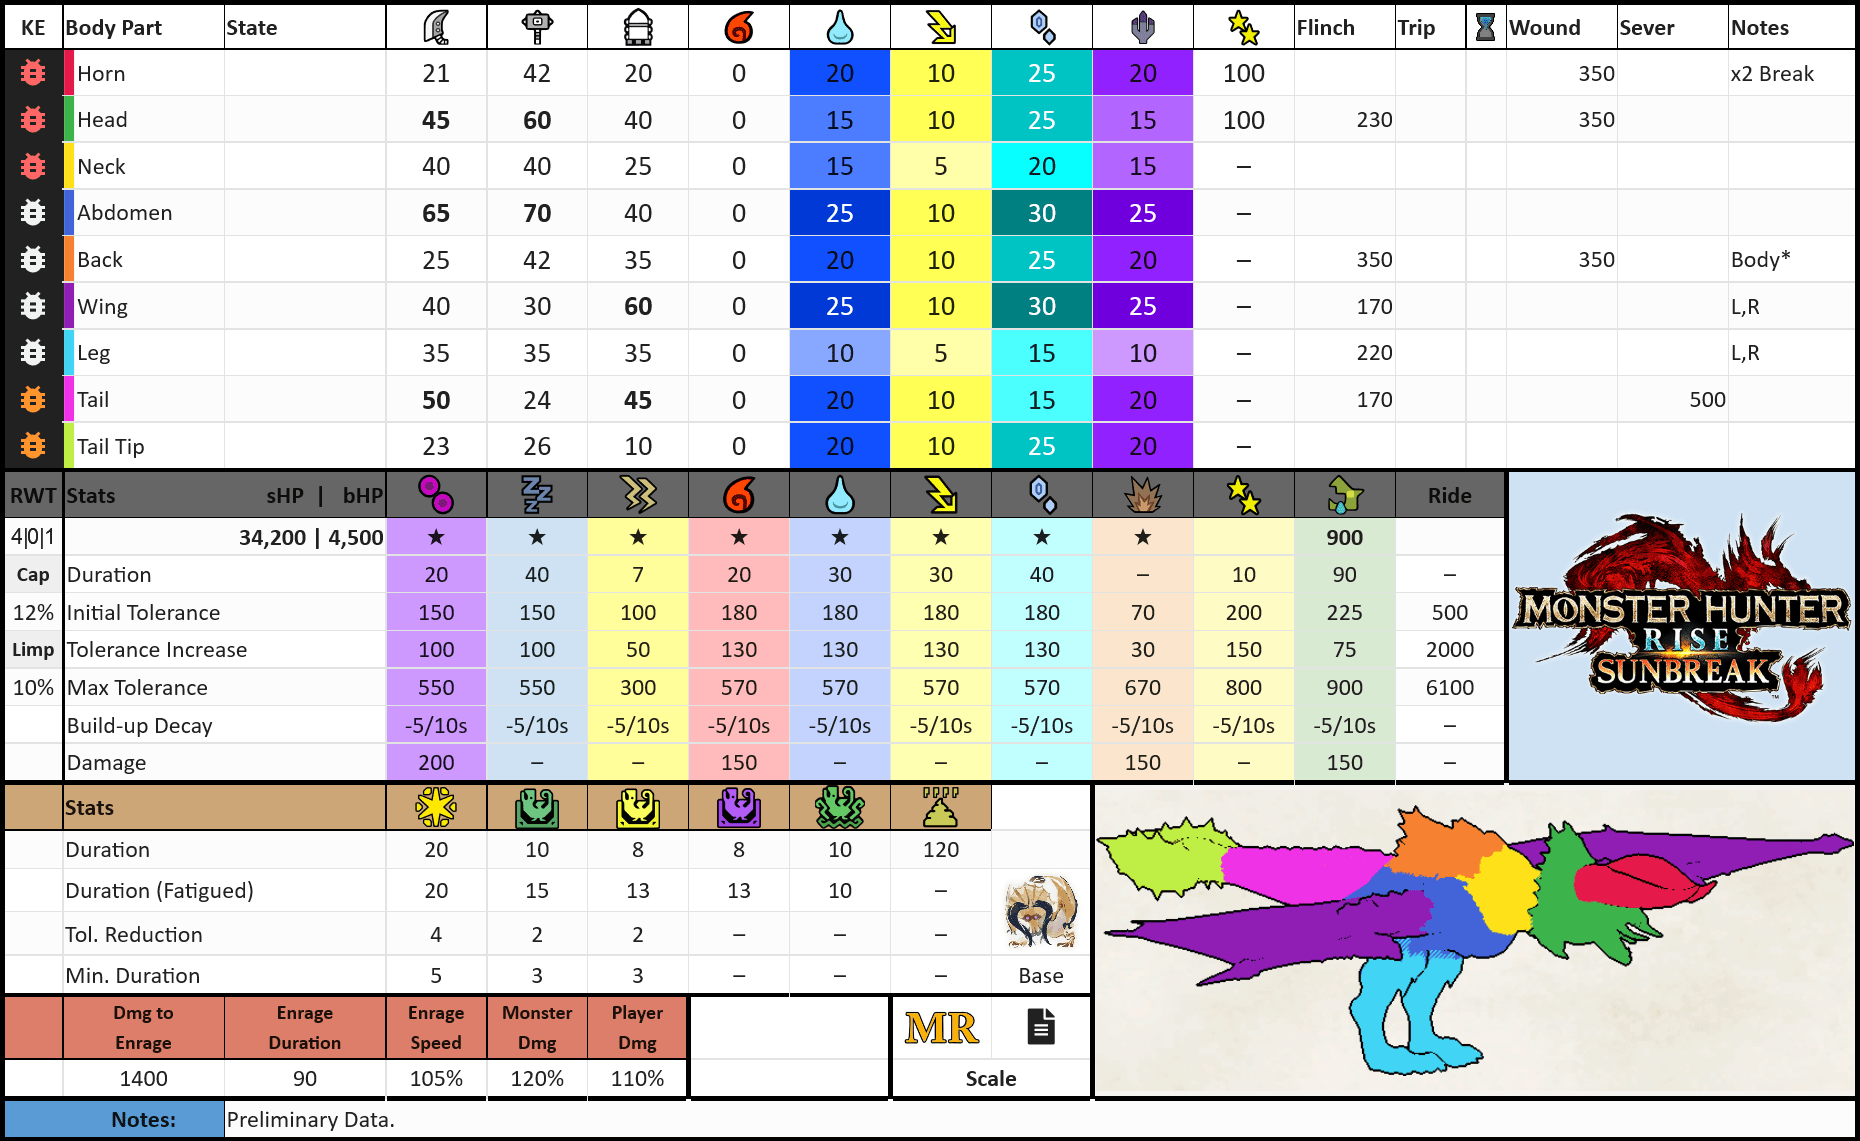 KE Body Part State Flinch Trip Wound Sever Notes
Horn 21 42 20 0 20 10 25 20 100 350 x2 Break
Head 45 60 40 0 15 10 25 15 100 230 350
Neck 40 40 25 0 15 5 20 15 –
Abdomen 65 70 40 0 25 10 30 25 –
Back 25 42 35 0 20 10 25 20 – 350 350 Body*
Wing 40 30 60 0 25 10 30 25 – 170 L,R
Leg 35 35 35 0 10 5 15 10 – 220 L,R
Tail 50 24 45 0 20 10 15 20 – 170 500
Tail Tip 23 26 10 0 20 10 25 20 –
RWT Stats sHP | bHP Ride
4|0|1 34,200 | 4,500 ★ ★ ★ ★ ★ ★ ★ ★ 900
Cap Duration 20 40 7 20 30 30 40 – 10 90 –
12% Initial Tolerance 150 150 100 180 180 180 180 70 200 225 500
Limp Tolerance Increase 100 100 50 130 130 130 130 30 150 75 2000
10% Max Tolerance 550 550 300 570 570 570 570 670 800 900 6100
Build-up Decay -5/10s -5/10s -5/10s -5/10s -5/10s -5/10s -5/10s -5/10s -5/10s -5/10s –
Damage 200 – – 150 – – – 150 – 150 –
MONSTER HUNTER
RISE
SUNBREAK
TM
Stats
Duration 20 10 8 8 10 120
Duration (Fatigued) 20 15 13 13 10 –
Tol. Reduction 4 2 2 – – –
Min. Duration 5 3 3 – – – Base
Dmg to Enrage Enrage Monster Player
Enrage Duration Speed Dmg Dmg
MR
1400 90 105% 120% 110% Scale
Notes: Preliminary Data.